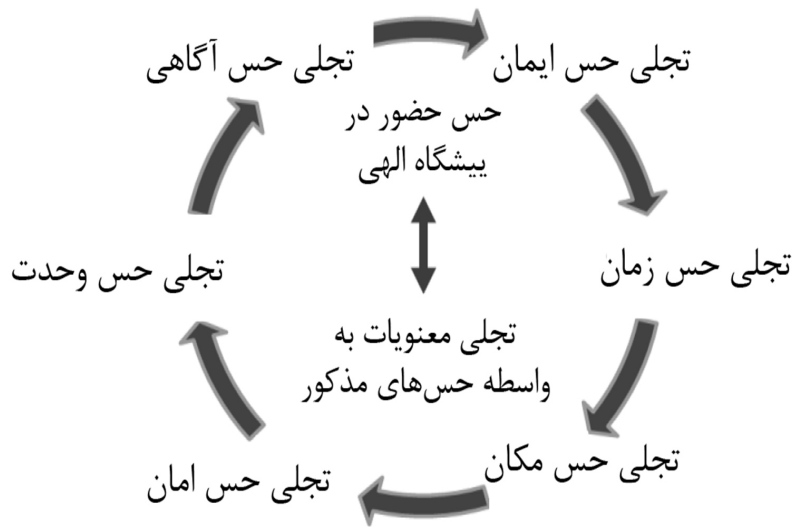 تجلی حس ایمان
تجلی حس آگاهی
حس حضور در
پیشگاه الهی
تجلی حس زمان
تجلی حس وحدت
تجلی معنویات به
واسطه حس‌های مذکور
تجلی حس مکان
تجلی حس امان